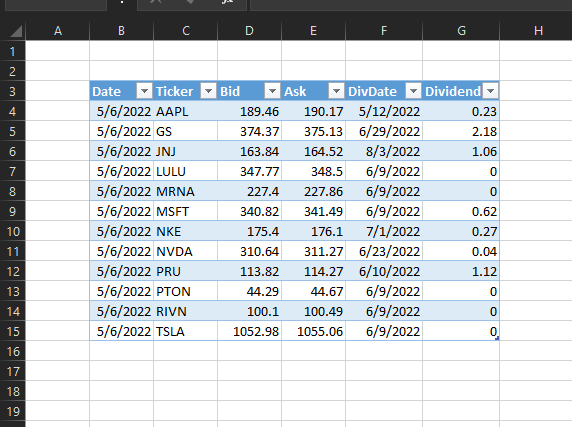 A B C D E F G H
1
2
3 Date Ticker Bid Ask DivDate Dividend
4 5/6/2022 AAPL 189.46 190.17 5/12/2022 0.23
5 5/6/2022 GS 374.37 375.13 6/29/2022 2.18
6 5/6/2022 JNJ 163.84 164.52 8/3/2022 1.06
7 5/6/2022 LULU 347.77 348.5 6/9/2022 0
8 5/6/2022 MRNA 227.4 227.86 6/9/2022 0
9 5/6/2022 MSFT 340.82 341.49 6/9/2022 0.62
10 5/6/2022 NKE 175.4 176.1 7/1/2022 0.27
11 5/6/2022 NVDA 310.64 311.27 6/23/2022 0.04
12 5/6/2022 PRU 113.82 114.27 6/10/2022 1.12
13 5/6/2022 PTON 44.29 44.67 6/9/2022 0
14 5/6/2022 RIVN 100.1 100.49 6/9/2022 0
15 5/6/2022 TSLA 1052.98 1055.06 6/9/2022 0
16
17
18
19